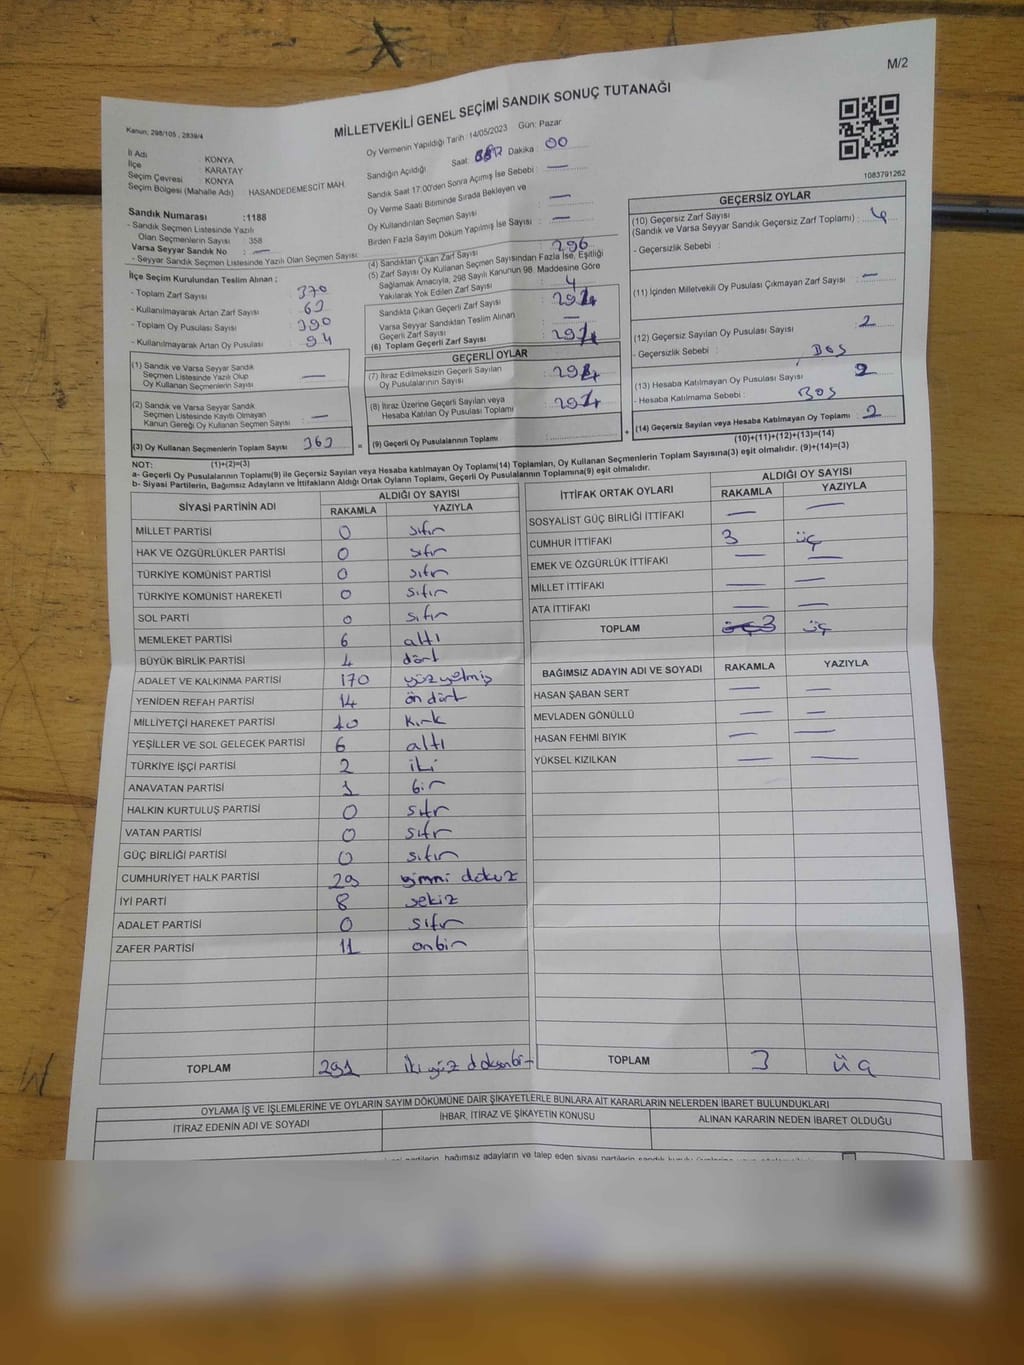 M/2
MİLLETVEKİLİ GENEL SEÇİMİ SANDIK SONUÇ TUTANAĞI
Kanun; 298/105 , 2839/4
Oy Vermenin Yapıldığı Tarih :14/05/2023 Gün: Pazar
İl Adı : KONYA
İlçe : KARATAY
Seçim Çevresi : KONYA
Seçim Bölgesi (Mahalle Adı) HASANDEDEMESCİT MAH.
Sandığın Açıldığı Saat: Dakika 00
Sandık Saat 17:00'den Sonra Açılmış İse Sebebi : —
Oy Verme Saati Bitiminde Sırada Bekleyen ve
Oy Kullandırılan Seçmen Sayısı : —
Birden Fazla Sayım Döküm Yapılmış İse Sayısı : —
1083791262
Sandık Numarası :1188
- Sandık Seçmen Listesinde Yazılı
Olan Seçmenlerin Sayısı : 358
Varsa Seyyar Sandık No : —
- Seyyar Sandık Seçmen Listesinde Yazılı Olan Seçmen Sayısı:
İlçe Seçim Kurulundan Teslim Alınan ;
- Toplam Zarf Sayısı : 370
- Kullanılmayarak Artan Zarf Sayısı :
- Toplam Oy Pusulası Sayısı : 390
- Kullanılmayarak Artan Oy Pusulası : 94
(1) Sandık ve Varsa Seyyar Sandık
Seçmen Listesinde Yazılı Olup
Oy Kullanan Seçmenlerin Sayısı : —
(2) Sandık ve Varsa Seyyar Sandık
Seçmen Listesinde Kayıtlı Olmayan
Kanun Gereği Oy Kullanan Seçmen Sayısı : —
(3) Oy Kullanan Seçmenlerin Toplam Sayısı :
(1)+(2)=(3)
(4) Sandıktan Çıkan Zarf Sayısı : 296
(5) Zarf Sayısı Oy Kullanan Seçmen Sayısından Fazla İse, Eşitliği
Sağlamak Amacıyla, 298 Sayılı Kanunun 98. Maddesine Göre
Yakılarak Yok Edilen Zarf Sayısı : 4
Sandıkta Çıkan Geçerli Zarf Sayısı :
Varsa Seyyar Sandıktan Teslim Alınan
Geçerli Zarf Sayısı : —
(6) Toplam Geçerli Zarf Sayısı :
GEÇERLİ OYLAR
(7) İtiraz Edilmeksizin Geçerli Sayılan
Oy Pusulalarının Sayısı :
(8) İtiraz Üzerine Geçerli Sayılan veya
Hesaba Katılan Oy Pusulası Toplamı :
= (9) Geçerli Oy Pusulalarının Toplamı :
GEÇERSİZ OYLAR
(10) Geçersiz Zarf Sayısı
(Sandık ve Varsa Seyyar Sandık Geçersiz Zarf Toplamı) :
- Geçersizlik Sebebi :
(11) İçinden Milletvekili Oy Pusulası Çıkmayan Zarf Sayısı : —
(12) Geçersiz Sayılan Oy Pusulası Sayısı : 2
- Geçersizlik Sebebi : BOŞ
(13) Hesaba Katılmayan Oy Pusulası Sayısı : 2
- Hesaba Katılmama Sebebi : BOŞ
+ (14) Geçersiz Sayılan veya Hesaba Katılmayan Oy Toplamı : 2
(10)+(11)+(12)+(13)=(14)
NOT:
a- Geçerli Oy Pusulalarının Toplamı(9) ile Geçersiz Sayılan veya Hesaba katılmayan Oy Toplamı(14) Toplamları, Oy Kullanan Seçmenlerin Toplam Sayısına(3) eşit olmalıdır. (9)+(14)=(3)
b- Siyasi Partilerin, Bağımsız Adayların ve İttifakların Aldığı Ortak Oyların Toplamı, Geçerli Oy Pusulalarının Toplamına(9) eşit olmalıdır.
SİYASİ PARTİNİN ADI ALDIĞI OY SAYISI
RAKAMLA YAZIYLA
MİLLET PARTİSİ 0 sıfır
HAK VE ÖZGÜRLÜKLER PARTİSİ 0 sıfır
TÜRKİYE KOMÜNİST PARTİSİ 0 sıfır
TÜRKİYE KOMÜNİST HAREKETİ 0 sıfır
SOL PARTİ 0 sıfır
MEMLEKET PARTİSİ 6 altı
BÜYÜK BİRLİK PARTİSİ 4 dört
ADALET VE KALKINMA PARTİSİ 170 yüzyetmiş
YENİDEN REFAH PARTİSİ 14 ön dört
MİLLİYETÇİ HAREKET PARTİSİ 40 kırk
YEŞİLLER VE SOL GELECEK PARTİSİ 6 altı
TÜRKİYE İŞÇİ PARTİSİ 2 iki
ANAVATAN PARTİSİ 1 bir
HALKIN KURTULUŞ PARTİSİ 0 sıfır
VATAN PARTİSİ 0 sıfır
GÜÇ BİRLİĞİ PARTİSİ 0 sıfır
CUMHURİYET HALK PARTİSİ 29 yirmi dokuz
İYİ PARTİ 8 sekiz
ADALET PARTİSİ 0 sıfır
ZAFER PARTİSİ 11 onbir
TOPLAM 291 iki yüz doksanbir
İTTİFAK ORTAK OYLARI ALDIĞI OY SAYISI
RAKAMLA YAZIYLA
SOSYALİST GÜÇ BİRLİĞİ İTTİFAKI — —
CUMHUR İTTİFAKI 3 üç
EMEK VE ÖZGÜRLÜK İTTİFAKI — —
MİLLET İTTİFAKI — —
ATA İTTİFAKI — —
TOPLAM üç 3 üç
BAĞIMSIZ ADAYIN ADI VE SOYADI RAKAMLA YAZIYLA
HASAN ŞABAN SERT — —
MEVLADEN GÖNÜLLÜ — —
HASAN FEHMİ BIYIK — —
YÜKSEL KIZILKAN — —
TOPLAM 3 üç
OYLAMA İŞ VE İŞLEMLERİNE VE OYLARIN SAYIM DÖKÜMÜNE DAİR ŞİKAYETLERLE BUNLARA AİT KARARLARIN NELERDEN İBARET BULUNDUKLARI
İTİRAZ EDENİN ADI VE SOYADI İHBAR, İTİRAZ VE ŞİKAYETİN KONUSU ALINAN KARARIN NEDEN İBARET OLDUĞU
partilerin, bağımsız adayların ve talep eden siyasi partilerin sandık kurulu